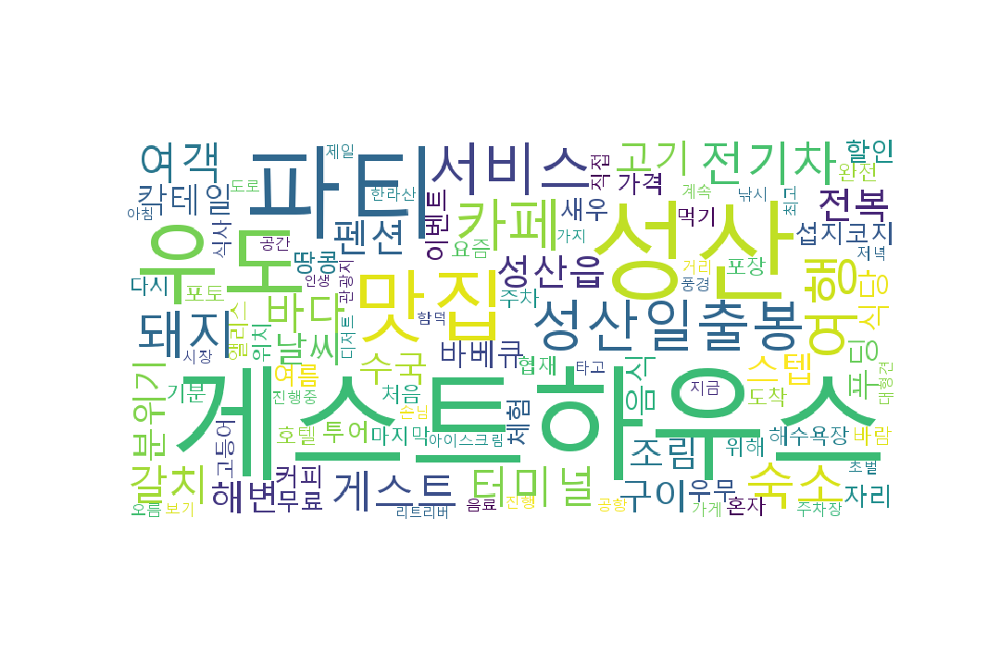 여객
파티
제일
서비스
직접
고기
전기차
할인
완전
칵테일
도로
한라산
가격
계속
낚시
최고
전복
아침
식사
펜션
이벤트
카페
새우
먹기
성산
섭지코지
우도
공간
땅콩
관광지
요즘
가지
성산읍
거리
포장
저녁
다시
포토
인생
맛집
주차
풍경
여행
식당
돼지
헬리스
바다
디저트
함덕
성산일출봉
시장
위치
날씨
수국
바베큐
협재
타고
음식
스텝
푸딩
대형견
분위기
기분
여름
진행중
처음
손님
게스트하우스
지금
도착
고등어
호텔
투어
마지막
아이스크림
체험
조림
위해
해수욕장
바람
초벌
갈치
해변
커피
무료
게스트
터미널
구이
우무
숙소
자리
오름
보기
리트리버
음료
진행
공항
가게
혼자
주차장